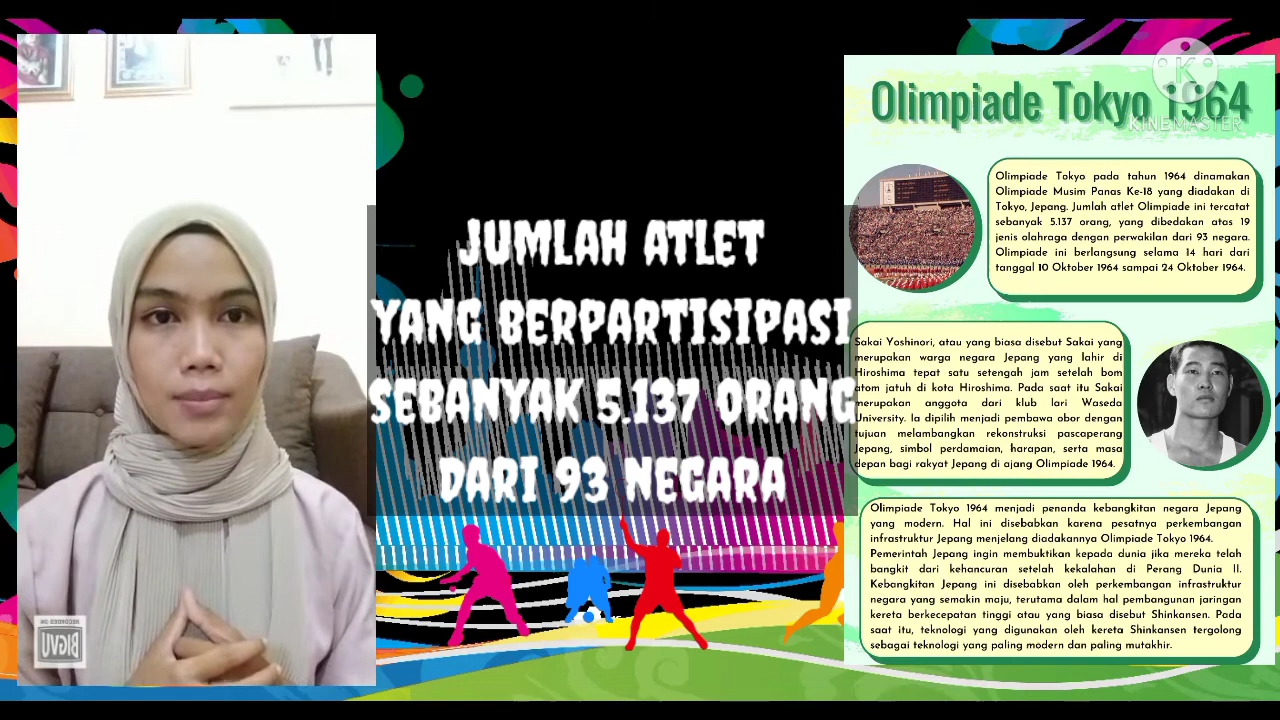 Olimpiade Tokyo 1964
KINEMASTER
JUMLAH ATLET
YANG BERPARTISIPASI
SEBANYAK 5.137 ORANG
DARI 93 NEGARA
Olimpiade Tokyo pada tahun 1964 dinamakan
Olimpiade Musim Panas Ke-18 yang diadakan di
Tokyo, Jepang. Jumlah atlet Olimpiade ini tercatat
sebanyak 5.137 orang, yang dibedakan atas 19
jenis olahraga dengan perwakilan dari 93 negara.
Olimpiade ini berlangsung selama 14 hari dari
tanggal 10 Oktober 1964 sampai 24 Oktober 1964.
Sakai Yoshinori, atau yang biasa disebut Sakai yang
merupakan warga negara Jepang yang lahir di
Hiroshima tepat satu setengah jam setelah bom
atom jatuh di kota Hiroshima. Pada saat itu Sakai
merupakan anggota dari klub lari Waseda
University. Ia dipilih menjadi pembawa obor dengan
tujuan melambangkan rekonstruksi pascaperang
Jepang, simbol perdamaian, harapan, serta masa
depan bagi rakyat Jepang di ajang Olimpiade 1964.
Olimpiade Tokyo 1964 menjadi penanda kebangkitan negara Jepang
yang modern. Hal ini disebabkan karena pesatnya perkembangan
infrastruktur Jepang menjelang diadakannya Olimpiade Tokyo 1964.
Pemerintah Jepang ingin membuktikan kepada dunia jika mereka telah
bangkit dari kehancuran setelah kekalahan di Perang Dunia II.
Kebangkitan Jepang ini disebabkan oleh perkembangan infrastruktur
negara yang semakin maju, terutama dalam hal pembangunan jaringan
kereta berkecepatan tinggi atau yang biasa disebut Shinkansen. Pada
saat itu, teknologi yang digunakan oleh kereta Shinkansen tergolong
sebagai teknologi yang paling modern dan paling mutakhir.
RECORDED ON
BIGVU